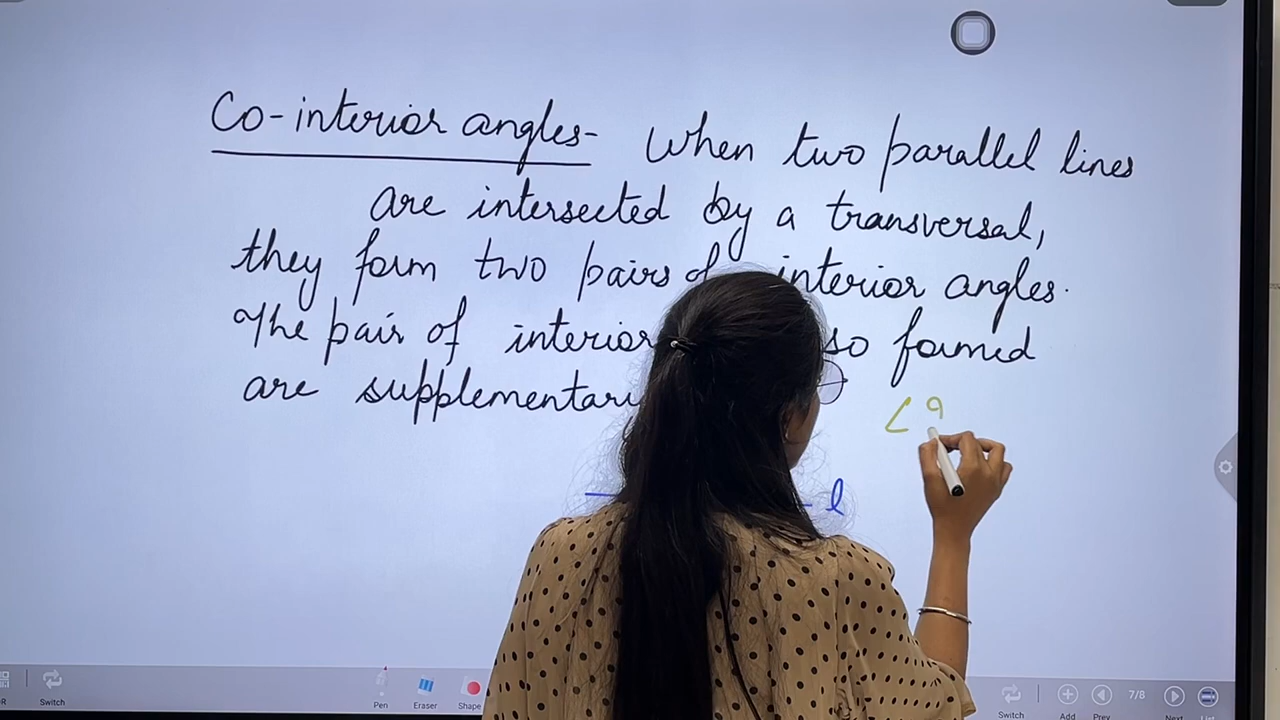 Co-interior angles- When two parallel lines
are intersected by a transversal,
they form two pairs of interior angles.
The pair of interior so formed
are supplementary
∠9
l
Switch
Pen
Eraser
Shape
Switch
Add
Prev
7/8
Next